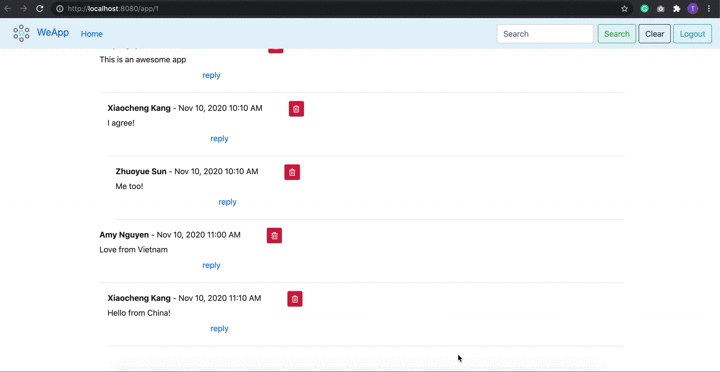 http://localhost:8080/app/1
T
WeApp
Home
Search
Search
Clear
Logout
This is an awesome app
reply
Xiaocheng Kang - Nov 10, 2020 10:10 AM
I agree!
reply
Zhuoyue Sun - Nov 10, 2020 10:10 AM
Me too!
reply
Amy Nguyen - Nov 10, 2020 11:00 AM
Love from Vietnam
reply
Xiaocheng Kang - Nov 10, 2020 11:10 AM
Hello from China!
reply